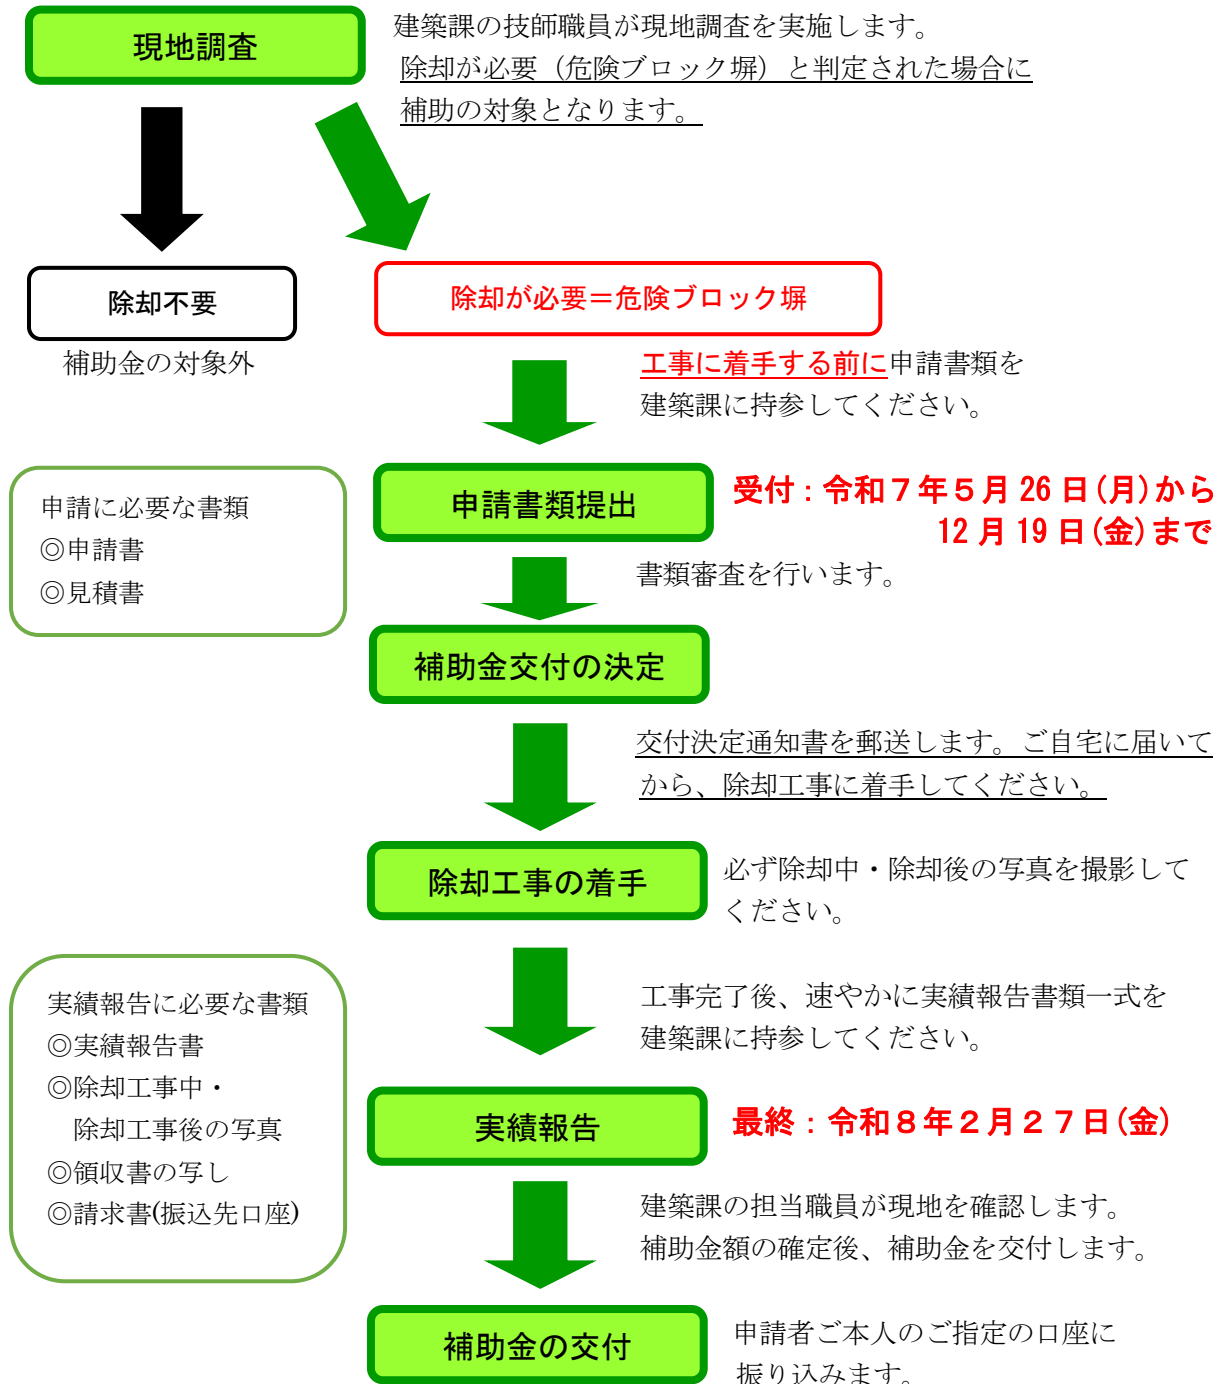 現地調査
建築課の技師職員が現地調査を実施します。
除却が必要（危険ブロック塀）と判定された場合に
補助の対象となります。
除却不要
補助金の対象外
除却が必要＝危険ブロック塀
工事に着手する前に申請書類を
建築課に持参してください。
申請に必要な書類
◎申請書
◎見積書
申請書類提出
受付：令和７年５月26日(月)から
12月19日(金)まで
書類審査を行います。
補助金交付の決定
交付決定通知書を郵送します。ご自宅に届いて
から、除却工事に着手してください。
除却工事の着手
必ず除却中・除却後の写真を撮影して
ください。
工事完了後、速やかに実績報告書類一式を
建築課に持参してください。
実績報告に必要な書類
◎実績報告書
◎除却工事中・
除却工事後の写真
◎領収書の写し
◎請求書(振込先口座)
実績報告
最終：令和８年２月２７日(金)
建築課の担当職員が現地を確認します。
補助金額の確定後、補助金を交付します。
補助金の交付
申請者ご本人のご指定の口座に
振り込みます。